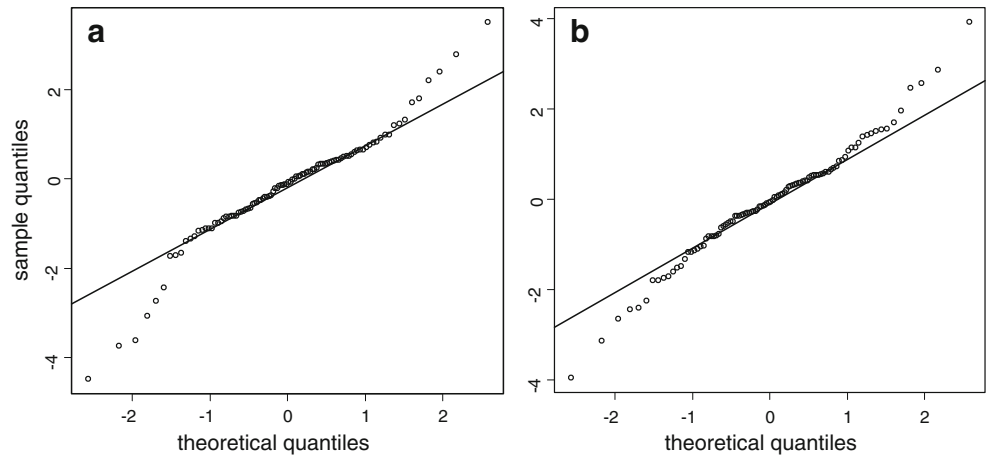 a
sample quantiles
2
0
-2
-4
-2 -1 0 1 2
theoretical quantiles
b
4
2
0
-2
-4
-2 -1 0 1 2
theoretical quantiles